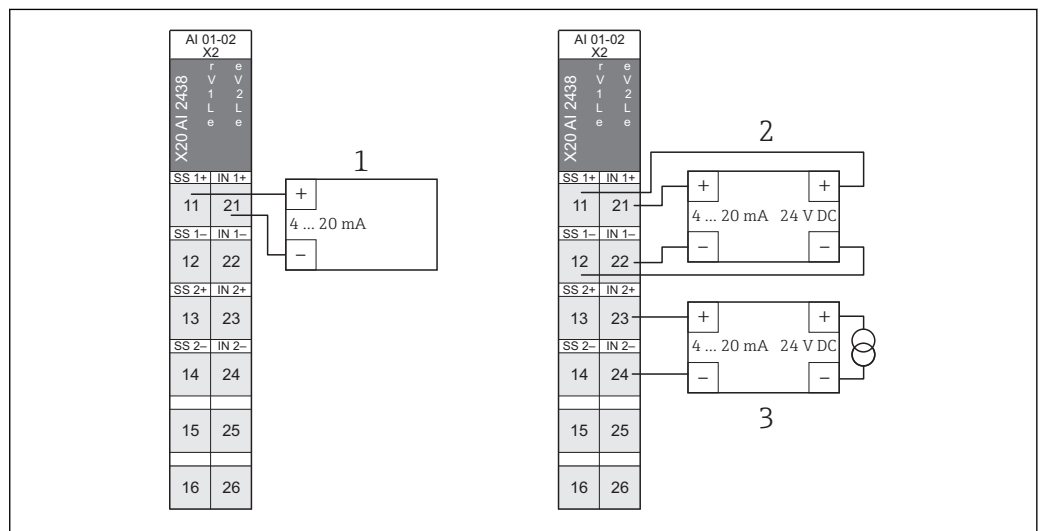 AI 01-02
X2
X20 AI 2438
r e
V V
1 2
L L
e e
SS 1+ IN 1+
11 21
SS 1– IN 1–
12 22
SS 2+ IN 2+
13 23
SS 2– IN 2–
14 24
15 25
16 26
1
+
4 ... 20 mA
–
AI 01-02
X2
X20 AI 2438
r e
V V
1 2
L L
e e
SS 1+ IN 1+
11 21
SS 1– IN 1–
12 22
SS 2+ IN 2+
13 23
SS 2– IN 2–
14 24
15 25
16 26
2
+ +
4 ... 20 mA 24 V DC
– –
+ +
4 ... 20 mA 24 V DC
– –
3